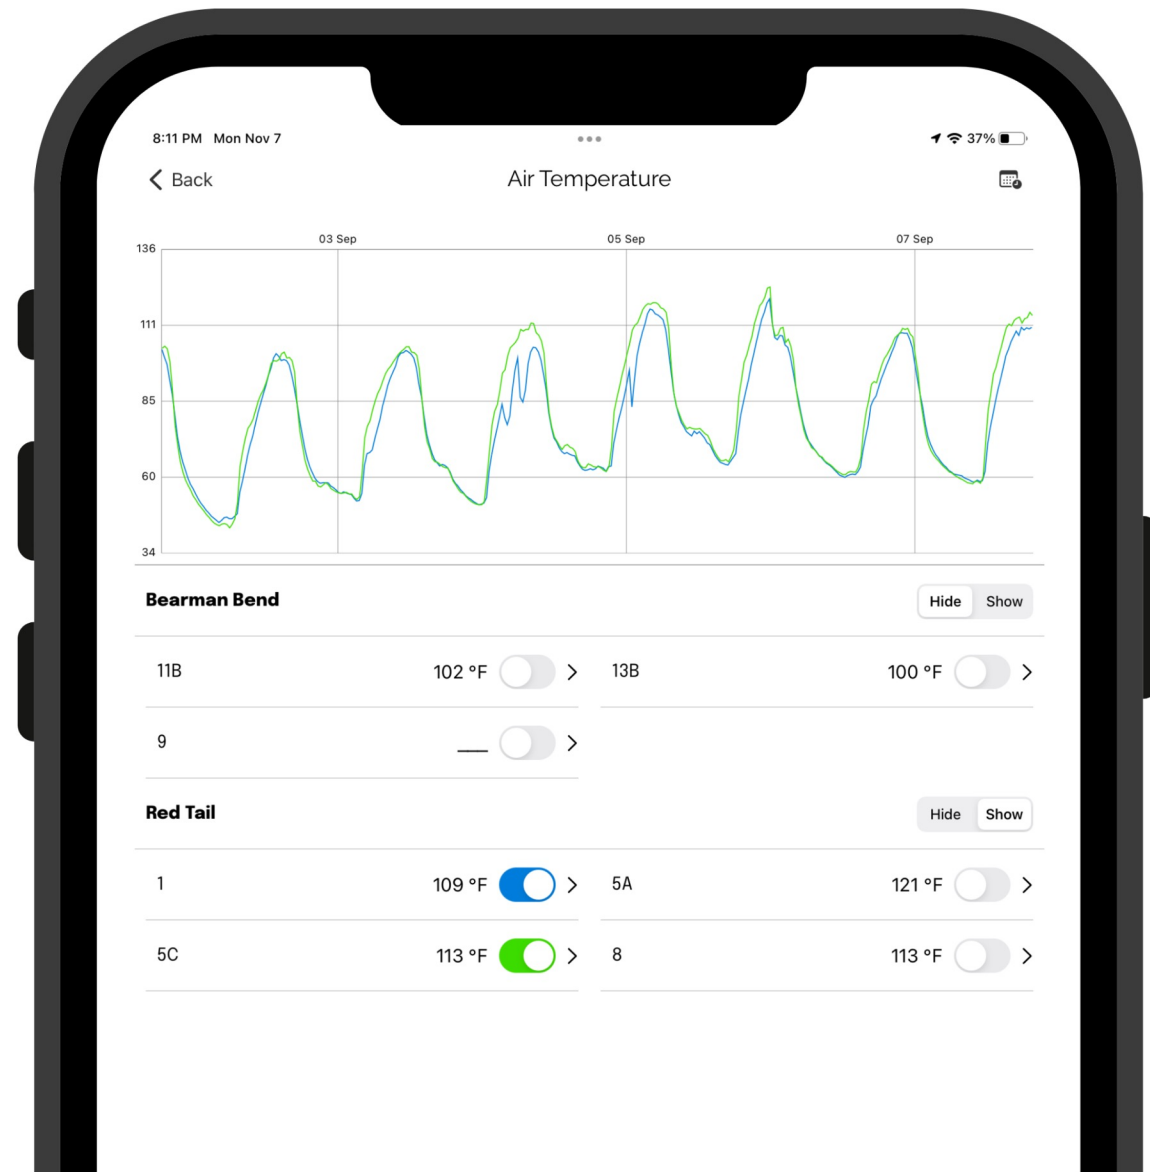 8:11 PM Mon Nov 7
37%
Back
Air Temperature
03 Sep
05 Sep
07 Sep
136
111
85
60
34
Bearman Bend
Hide Show
11B 102 °F
13B 100 °F
9 __
Red Tail
Hide Show
1 109 °F
5A 121 °F
5C 113 °F
8 113 °F